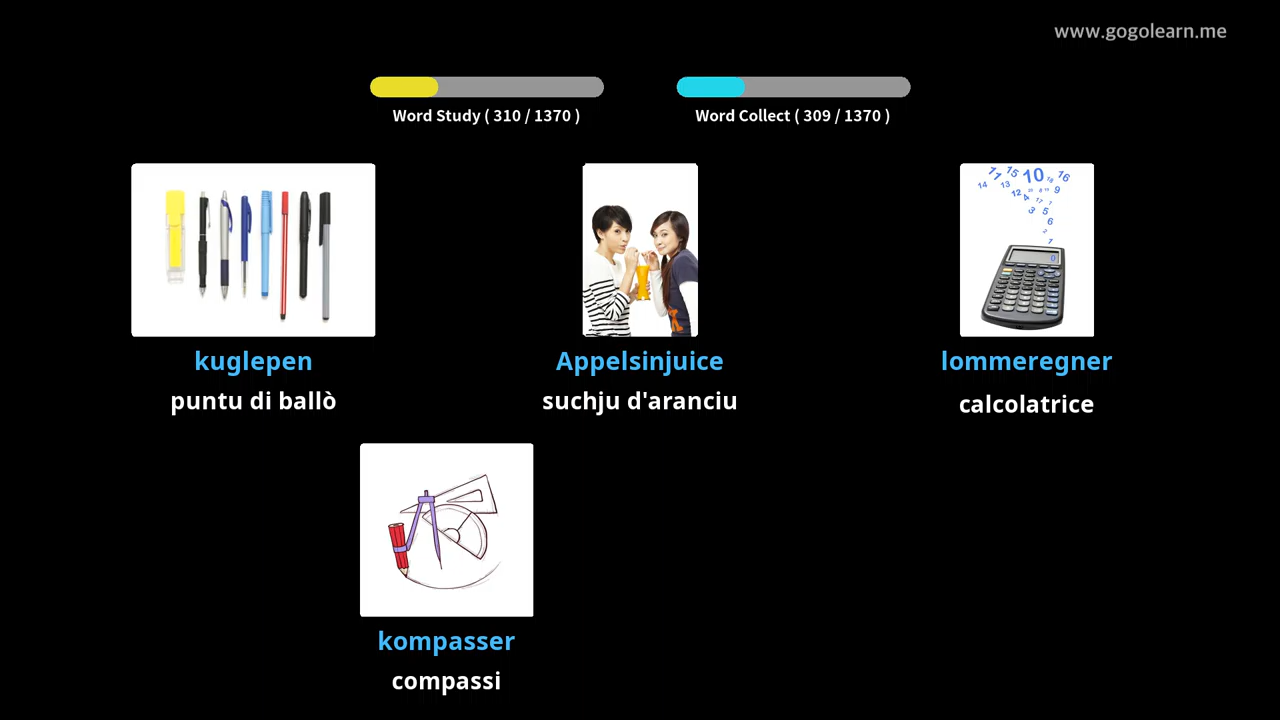 www.gogolearn.me
Word Study ( 310 / 1370 )
Word Collect ( 309 / 1370 )
kuglepen
puntu di ballò
Appelsinjuice
suchju d'aranciu
lommeregner
calcolatrice
kompasser
compassi